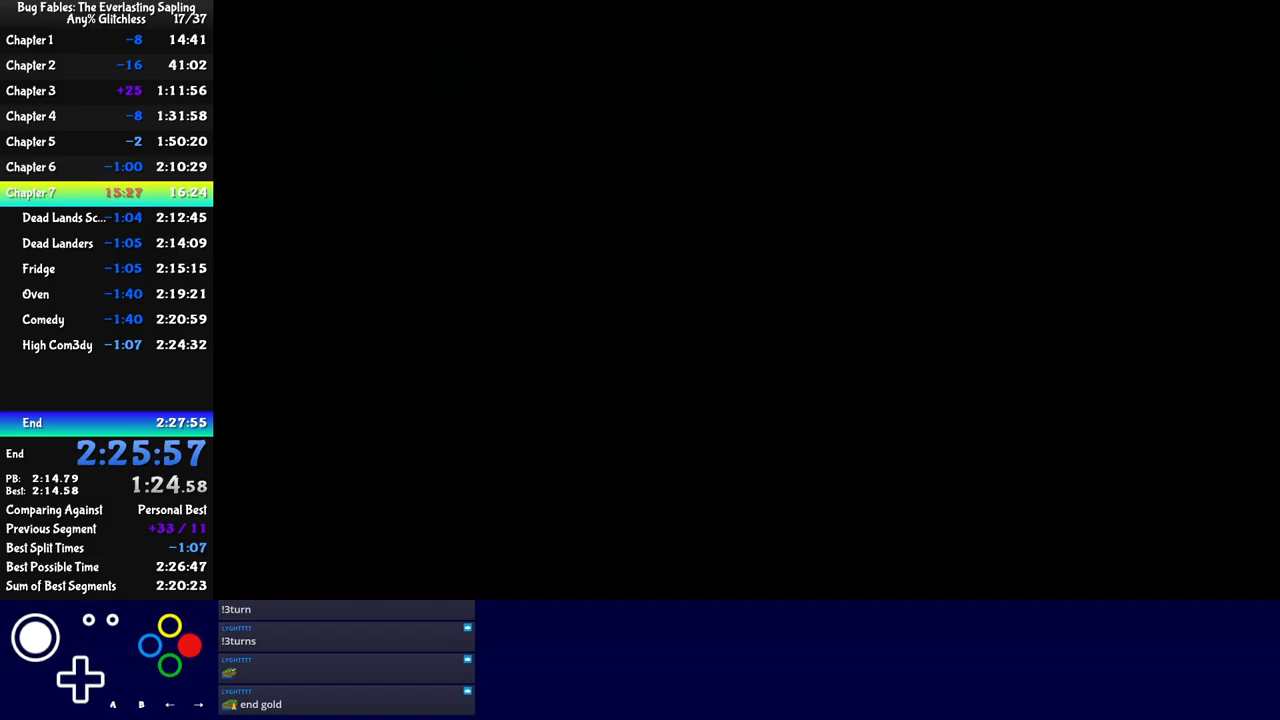 Bug Fables: The Everlasting Sapling
Any% Glitchless 17/37
Chapter 1 -8 14:41
Chapter 2 -16 41:02
Chapter 3 +25 1:11:56
Chapter 4 -8 1:31:58
Chapter 5 -2 1:50:20
Chapter 6 -1:00 2:10:29
Chapter 7 15:27 16:24
Dead Lands Sc... -1:04 2:12:45
Dead Landers -1:05 2:14:09
Fridge -1:05 2:15:15
Oven -1:40 2:19:21
Comedy -1:40 2:20:59
High Com3dy -1:07 2:24:32
End 2:27:55
End 2:25:57
PB: 2:14.79
Best: 2:14.58 1:24.58
Comparing Against Personal Best
Previous Segment +33 / 11
Best Split Times -1:07
Best Possible Time 2:26:47
Sum of Best Segments 2:20:23
A B ← →
!3turn
LYGHTTTT
!3turns
LYGHTTTT
LYGHTTTT
end gold